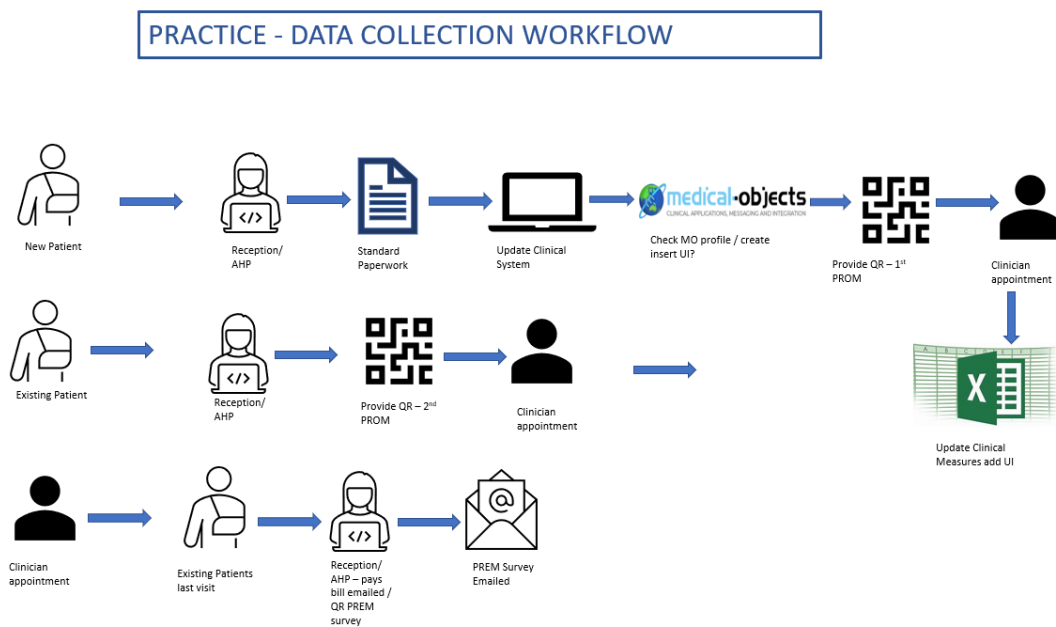 PRACTICE - DATA COLLECTION WORKFLOW
New Patient
</>
Reception/
AHP
Standard
Paperwork
Update Clinical
System
medical·objects
CLINICAL APPLICATIONS, MESSAGING AND INTEGRATION
Check MO profile / create
insert UI?
Provide QR – 1st
PROM
Clinician
appointment
Existing Patient
</>
Reception/
AHP
Provide QR – 2nd
PROM
Clinician
appointment
X
Update Clinical
Measures add UI
Clinician
appointment
Existing Patients
last visit
</>
Reception/
AHP – pays
bill emailed /
QR PREM
survey
@
PREM Survey
Emailed